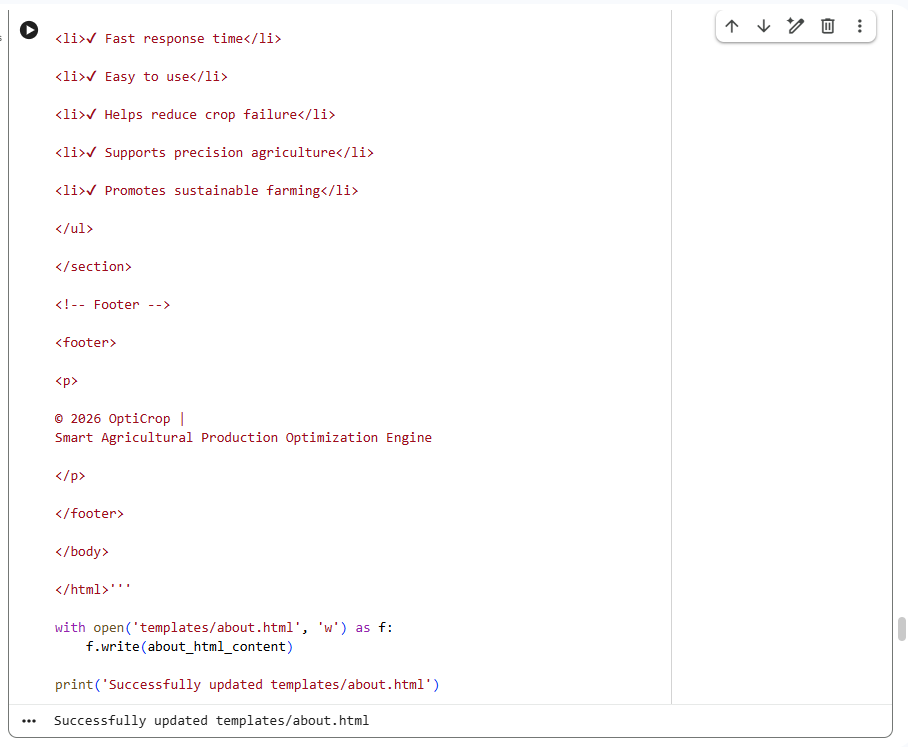 <li>✔ Fast response time</li>
<li>✔ Easy to use</li>
<li>✔ Helps reduce crop failure</li>
<li>✔ Supports precision agriculture</li>
<li>✔ Promotes sustainable farming</li>
</ul>
</section>
<!-- Footer -->
<footer>
<p>
© 2026 OptiCrop |
Smart Agricultural Production Optimization Engine
</p>
</footer>
</body>
</html>'''
with open('templates/about.html', 'w') as f:
    f.write(about_html_content)
print('Successfully updated templates/about.html')
Successfully updated templates/about.html